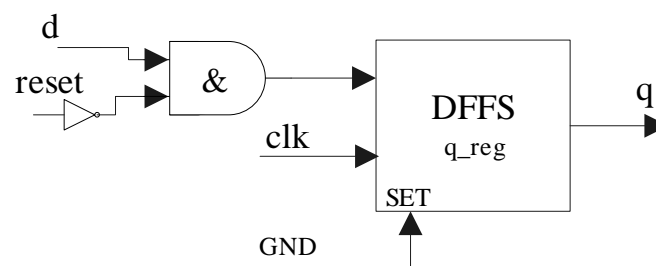 d
reset
&
clk
DFFS
q_reg
SET
q
GND